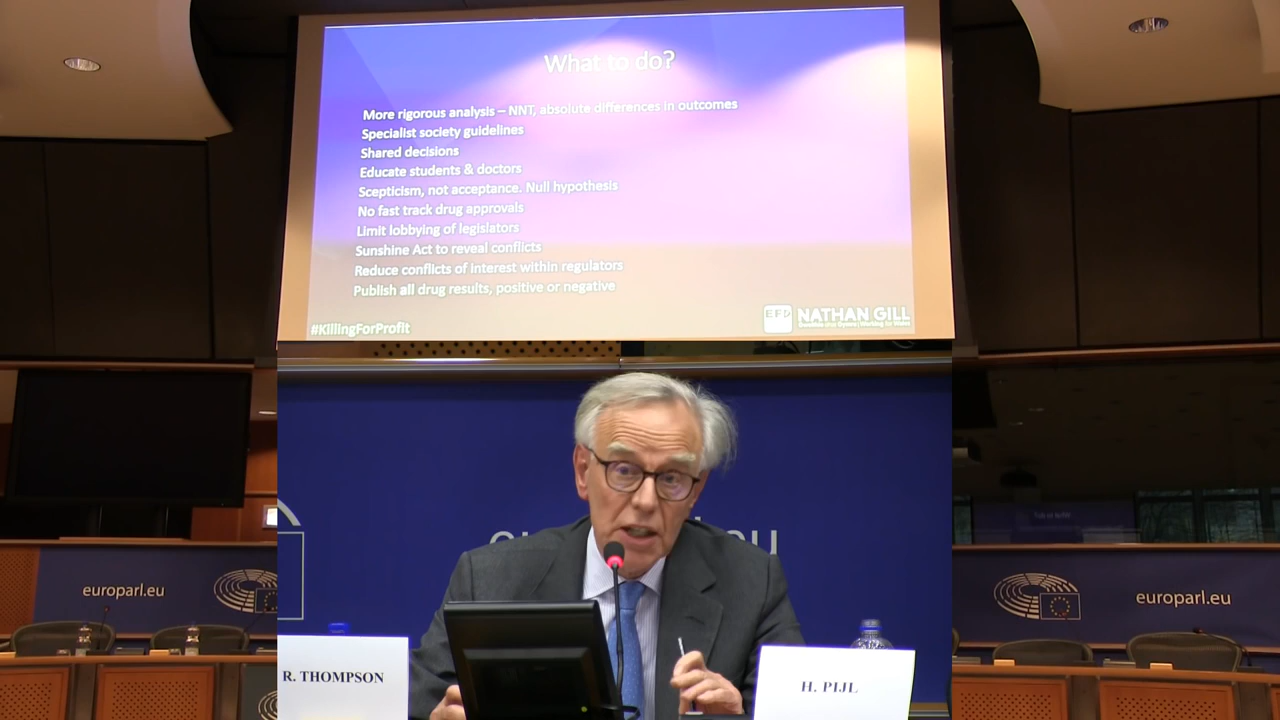 What to do?
More rigorous analysis – NNT, absolute differences in outcomes
Specialist society guidelines
Shared decisions
Educate students & doctors
Scepticism, not acceptance. Null hypothesis
No fast track drug approvals
Limit lobbying of legislators
Sunshine Act to reveal conflicts
Reduce conflicts of interest within regulators
Publish all drug results, positive or negative
#KillingForProfit
NATHAN GILL
europarl.eu
eu
R. THOMPSON
H. PIJL
europarl.eu